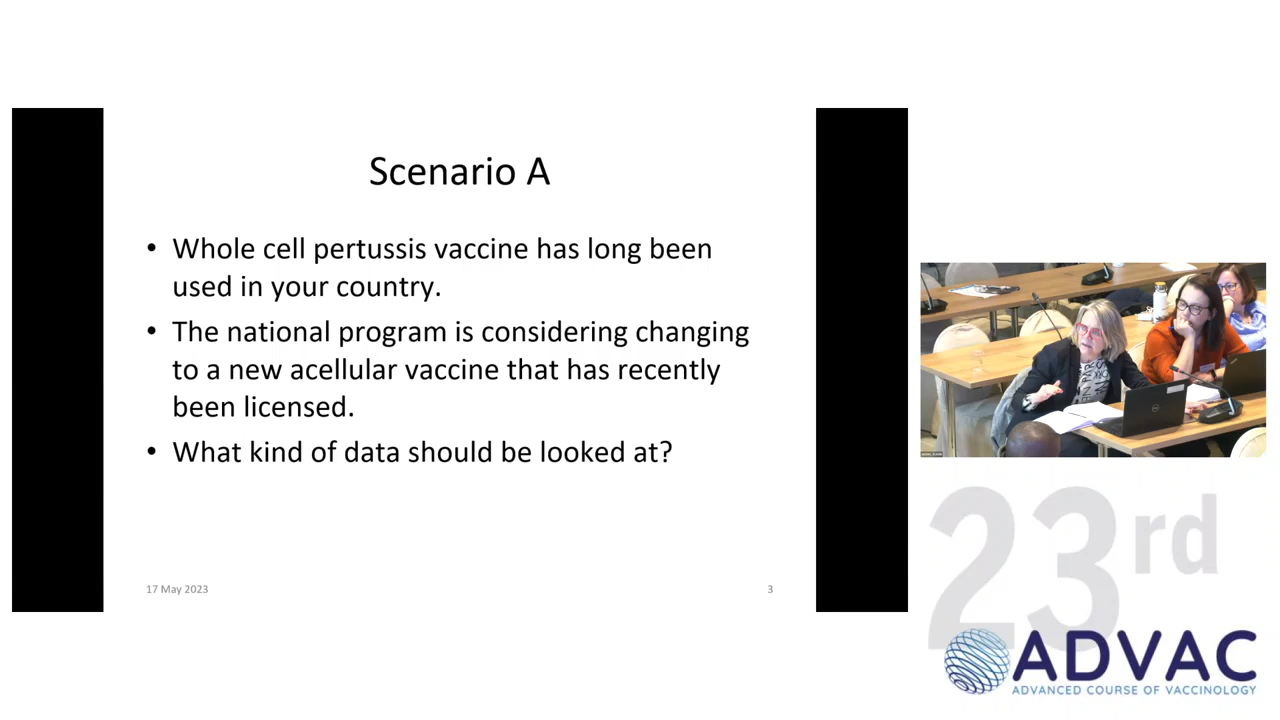 Scenario A
• Whole cell pertussis vaccine has long been
used in your country.
• The national program is considering changing
to a new acellular vaccine that has recently
been licensed.
• What kind of data should be looked at?
17 May 2023
3
23rd
ADVAC
ADVANCED COURSE OF VACCINOLOGY